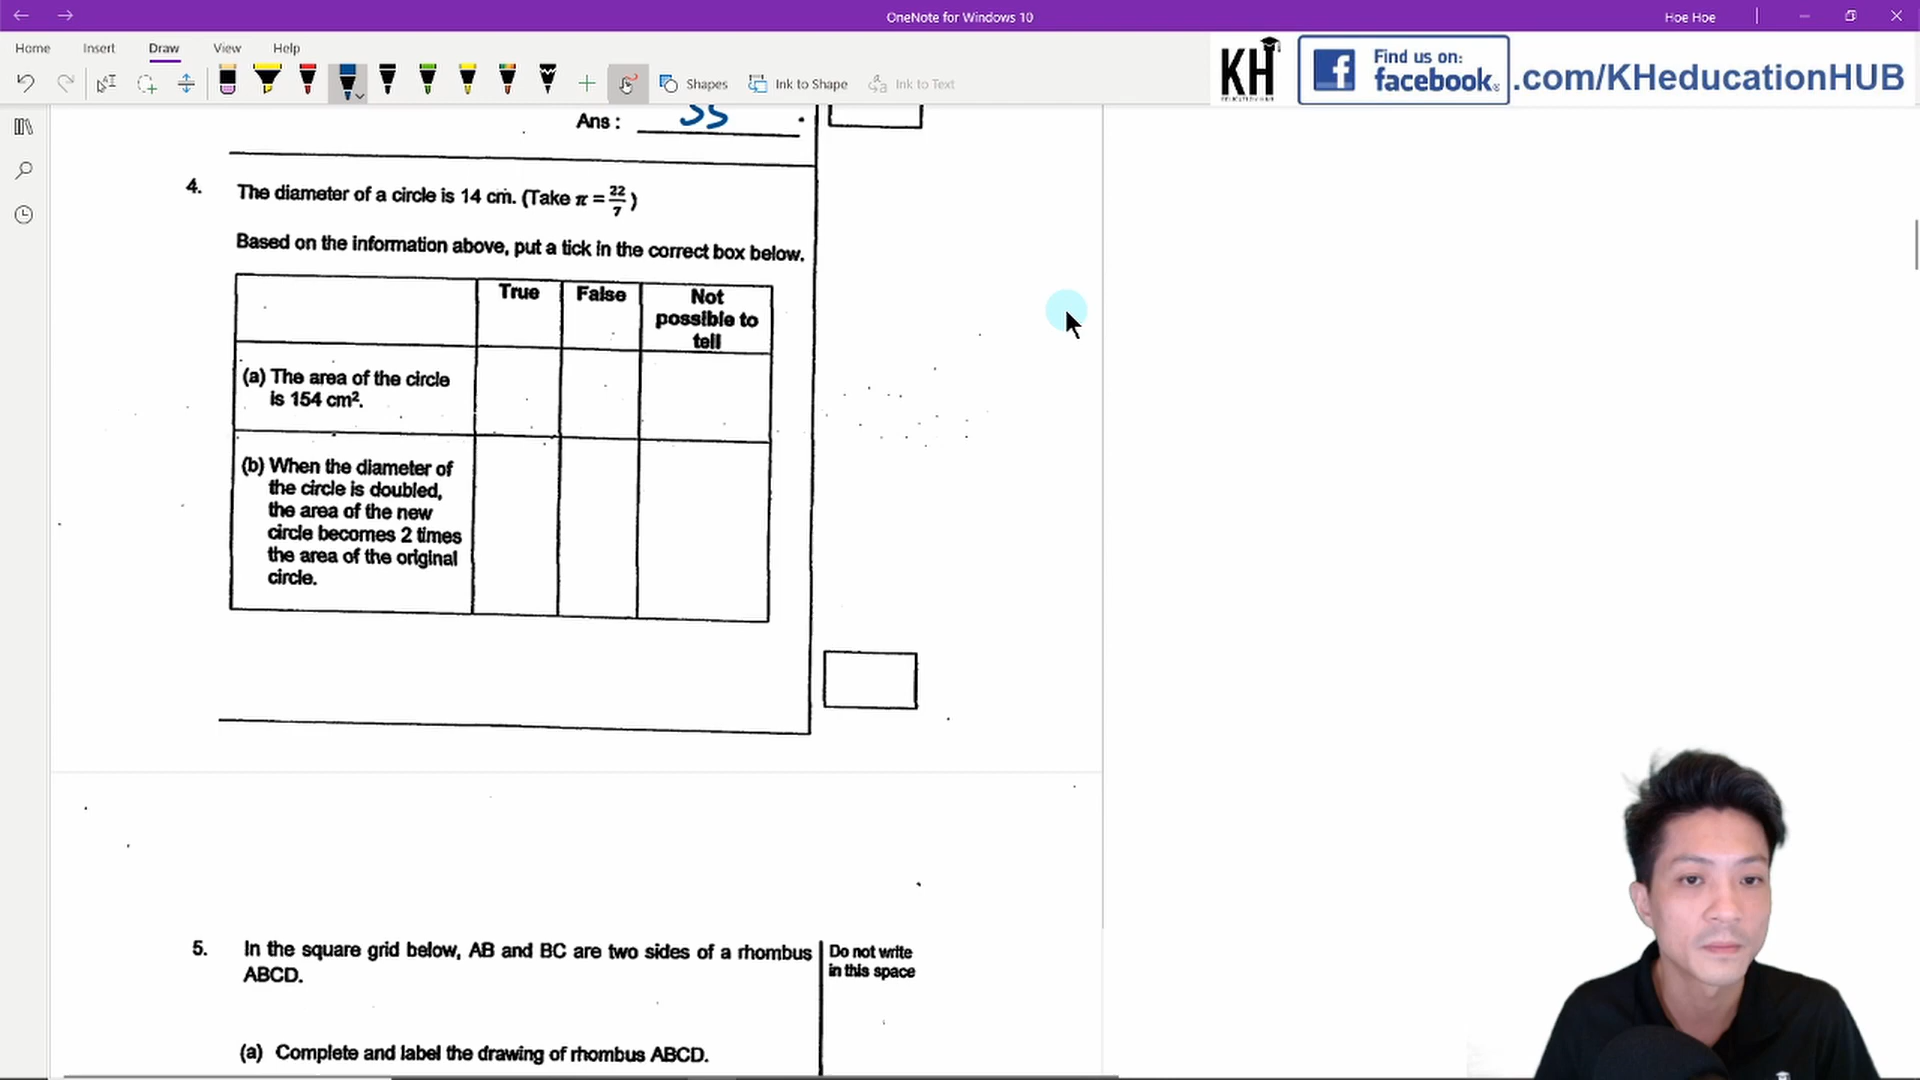 OneNote for Windows 10
Hoe Hoe
Home Insert Draw View Help
Shapes
Ink to Shape
Ink to Text
KH
Find us on:
facebook.
.com/KHeducationHUB
Ans : 35
4. The diameter of a circle is 14 cm. (Take π = 22/7 )
Based on the information above, put a tick in the correct box below.
True False Not
possible to
tell
(a) The area of the circle
is 154 cm².
(b) When the diameter of
the circle is doubled,
the area of the new
circle becomes 2 times
the area of the original
circle.
5. In the square grid below, AB and BC are two sides of a rhombus
ABCD.
Do not write
in this space
(a) Complete and label the drawing of rhombus ABCD.